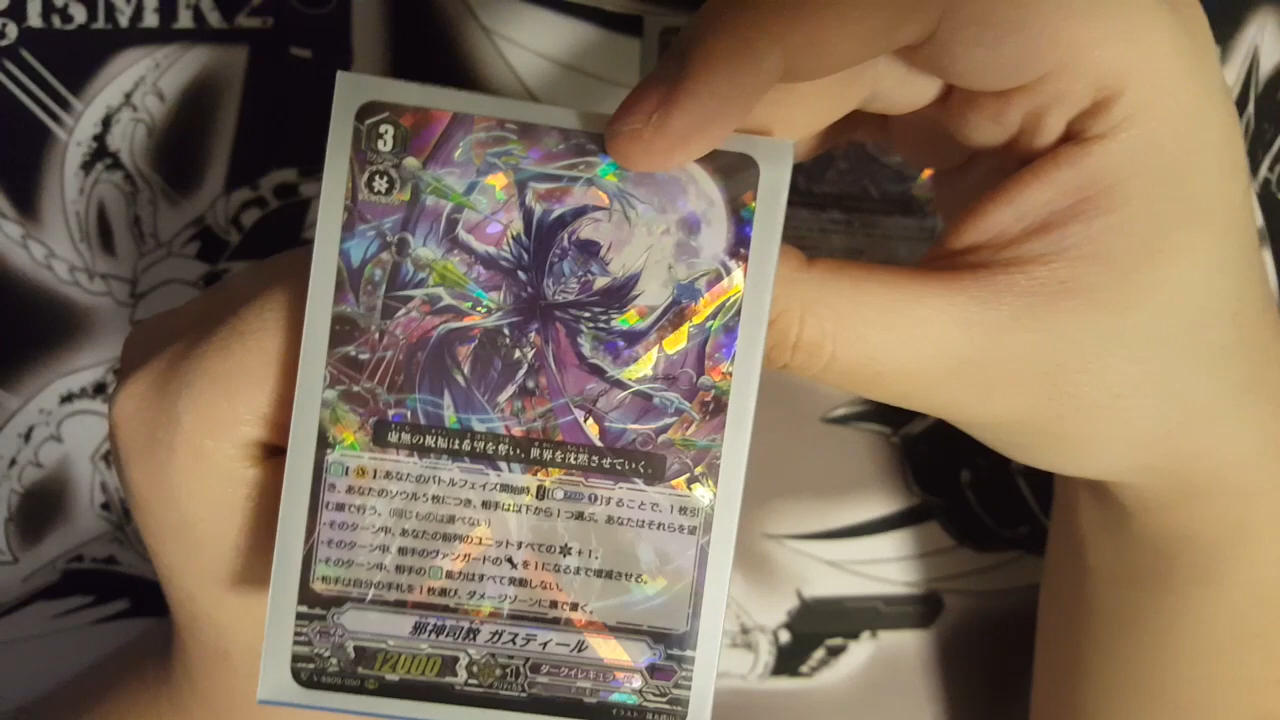 3
虚無の祝福は希望を奪い、世界を沈黙させていく。
【 】:あなたのバトルフェイズ開始時、[ (1)]することで、1枚引
き、あなたのソウル5枚につき、相手は以下から1つ選ぶ。あなたはそれらを望
む順で行う。(同じものは選べない)
・そのターン中、あなたの前列のユニットすべての +1。
・そのターン中、相手のヴァンガードの を1になるまで増減させる。
・そのターン中、相手の 能力はすべて発動しない。
・相手は自分の手札を1枚選び、ダメージゾーンに裏で置く。
邪神司教 ガスティール
12000
1
クリティカル
ダークイレギュラーズ